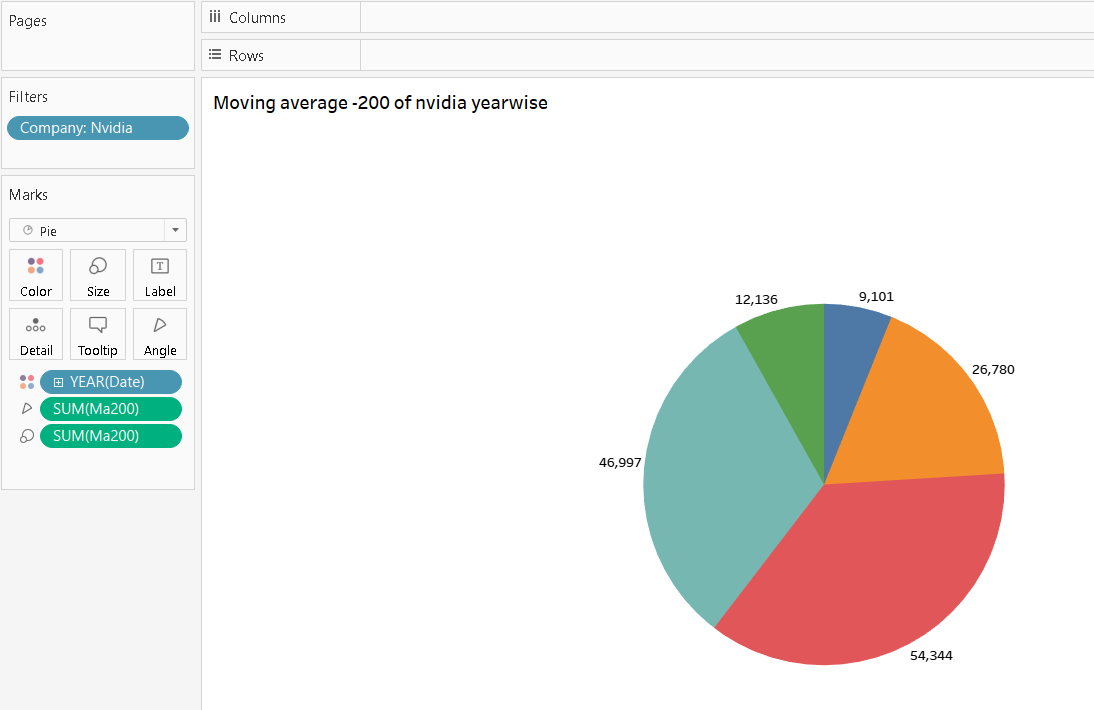 Pages
Columns
Rows
Filters
Company: Nvidia
Marks
Pie
Color
Size
Label
Detail
Tooltip
Angle
YEAR(Date)
SUM(Ma200)
SUM(Ma200)
Moving average -200 of nvidia yearwise
12,136
9,101
26,780
46,997
54,344